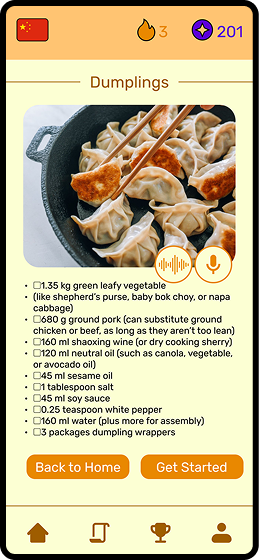 3
201
Dumplings
• ☐1.35 kg green leafy vegetable
• (like shepherd's purse, baby bok choy, or napa
cabbage)
• ☐680 g ground pork (can substitute ground
chicken or beef, as long as they aren't too lean)
• ☐160 ml shaoxing wine (or dry cooking sherry)
• ☐120 ml neutral oil (such as canola, vegetable,
or avocado oil)
• ☐45 ml sesame oil
• ☐1 tablespoon salt
• ☐45 ml soy sauce
• ☐0.25 teaspoon white pepper
• ☐160 ml water (plus more for assembly)
• ☐3 packages dumpling wrappers
Back to Home
Get Started